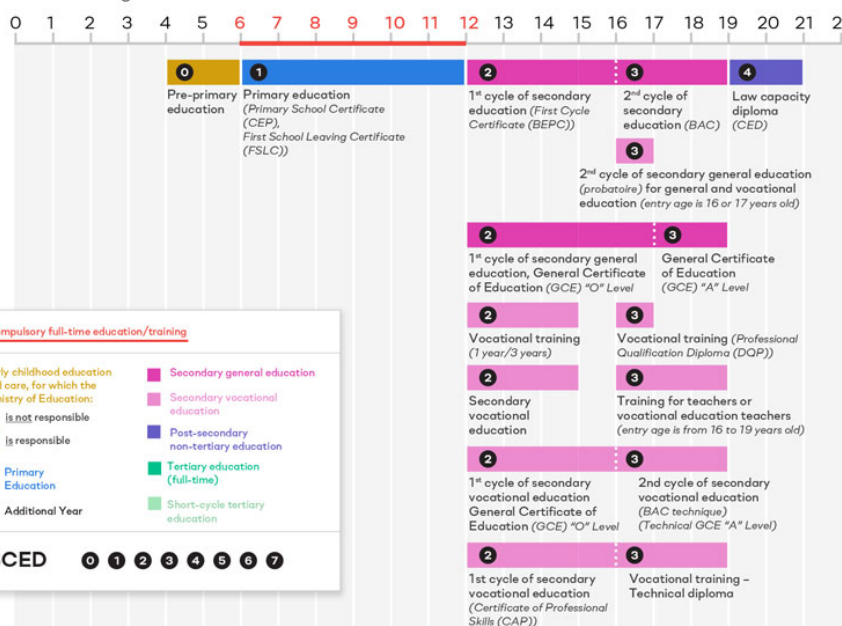 0 1 2 3 4 5 6 7 8 9 10 11 12 13 14 15 16 17 18 19 20 21
0 1 2 3 4
Pre-primary
education
Primary education
(Primary School Certificate
(CEP),
First School Leaving Certificate
(FSLC))
1st cycle of secondary
education (First Cycle
Certificate (BEPC))
2nd cycle of
secondary
education (BAC)
Law capacity
diploma
(CED)
3
2nd cycle of secondary general education
(probatoire) for general and vocational
education (entry age is 16 or 17 years old)
2 3
1st cycle of secondary general
education, General Certificate
of Education (GCE) "O" Level
General Certificate
of Education
(GCE) "A" Level
2 3
Vocational training
(1 year/3 years)
Vocational training (Professional
Qualification Diploma (DQP))
2 3
Secondary
vocational
education
Training for teachers or
vocational education teachers
(entry age is from 16 to 19 years old)
2 3
1st cycle of secondary
vocational education
General Certificate of
Education (GCE) "O" Level
2nd cycle of secondary
vocational education
(BAC technique)
(Technical GCE "A" Level)
2 3
1st cycle of secondary
vocational education
(Certificate of Professional
Skills (CAP))
Vocational training –
Technical diploma
mpulsory full-time education/training
education
care, for which the
of Education:
is not responsible
is responsible
Primary
Education
Additional Year
Secondary general education
Secondary vocational
education
Post-secondary
non-tertiary education
Tertiary education
(full-time)
Short-cycle tertiary
education
CED 0 1 2 3 4 5 6 7